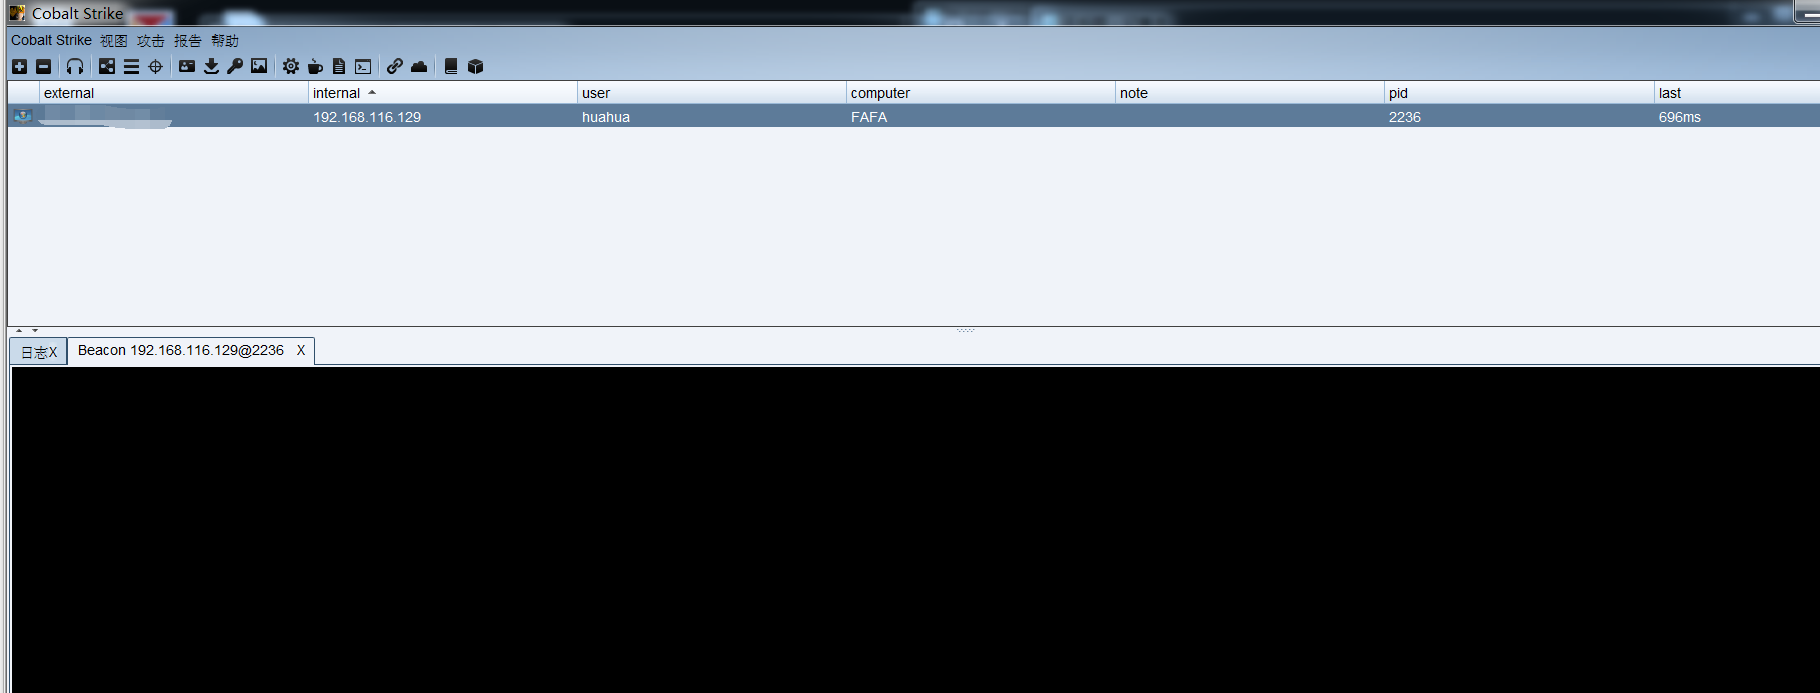 Cobalt Strike
Cobalt Strike 视图 攻击 报告 帮助
external internal user computer note pid last
192.168.116.129 huahua FAFA 2236 696ms
日志X Beacon 192.168.116.129@2236 X